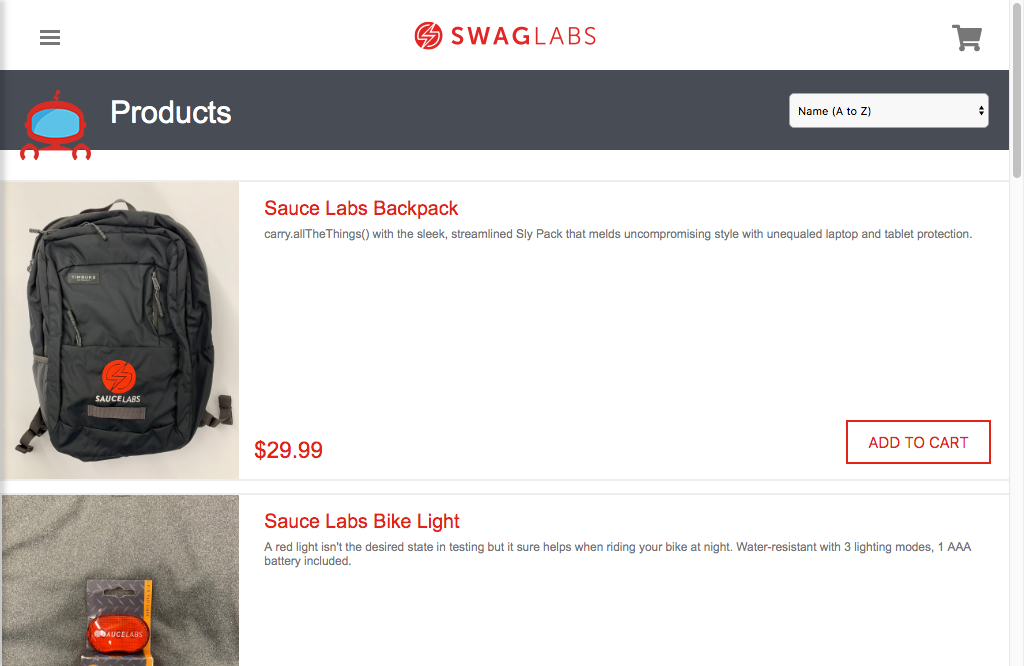 SWAGLABS
Products
Name (A to Z)
Sauce Labs Backpack
carry.allTheThings() with the sleek, streamlined Sly Pack that melds uncompromising style with unequaled laptop and tablet protection.
TIMBUK2
SAUCELABS
$29.99
ADD TO CART
Sauce Labs Bike Light
A red light isn't the desired state in testing but it sure helps when riding your bike at night. Water-resistant with 3 lighting modes, 1 AAA
battery included.
SAUCELABS